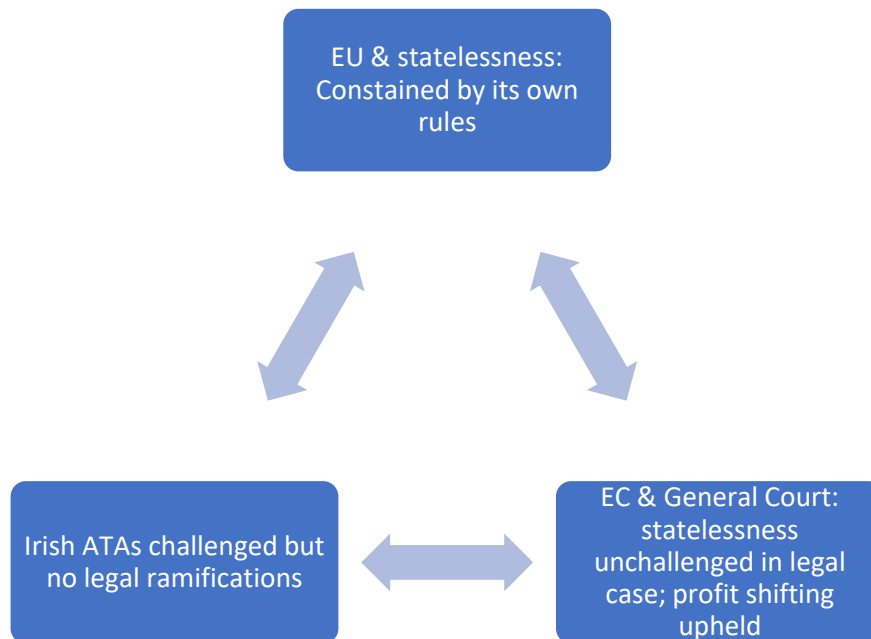 EU & statelessness:
Constained by its own
rules
Irish ATAs challenged but
no legal ramifications
EC & General Court:
statelessness
unchallenged in legal
case; profit shifting
upheld